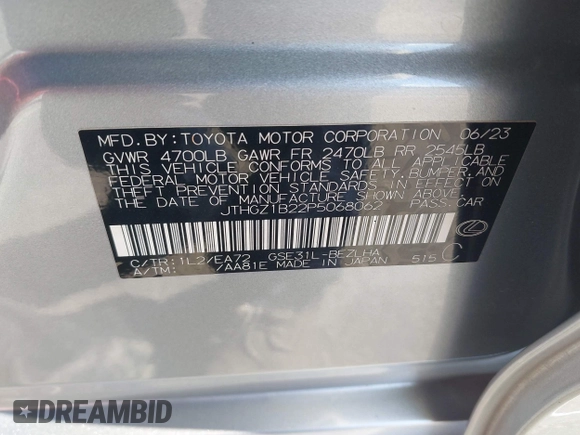 MFD.BY:TOYOTA MOTOR CORPORATION 06/23
GVWR 4700LB GAWR FR 2470LB RR 2545LB
THIS VEHICLE CONFORMS TO ALL APPLICABLE
FEDERAL MOTOR VEHICLE SAFETY,BUMPER,AND
THEFT PREVENTION STANDARDS IN EFFECT ON
THE DATE OF MANUFACTURE SHOWN ABOVE.
JTHGZ1B22P5068062 PASS.CAR
C/TR:1L2/EA72 GSE31L-BEZLHA
A/TM: /AA81E MADE IN JAPAN 515 C
DREAMBID